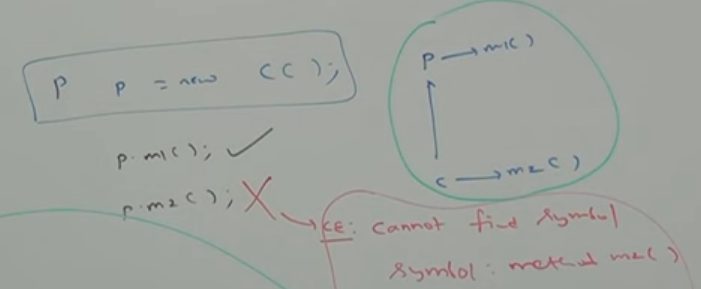 P p = new C();
p.m1(); ✓
p.m2(); X → CE: cannot find symbol
symbol: method m2()
P → m1()
C → m2()